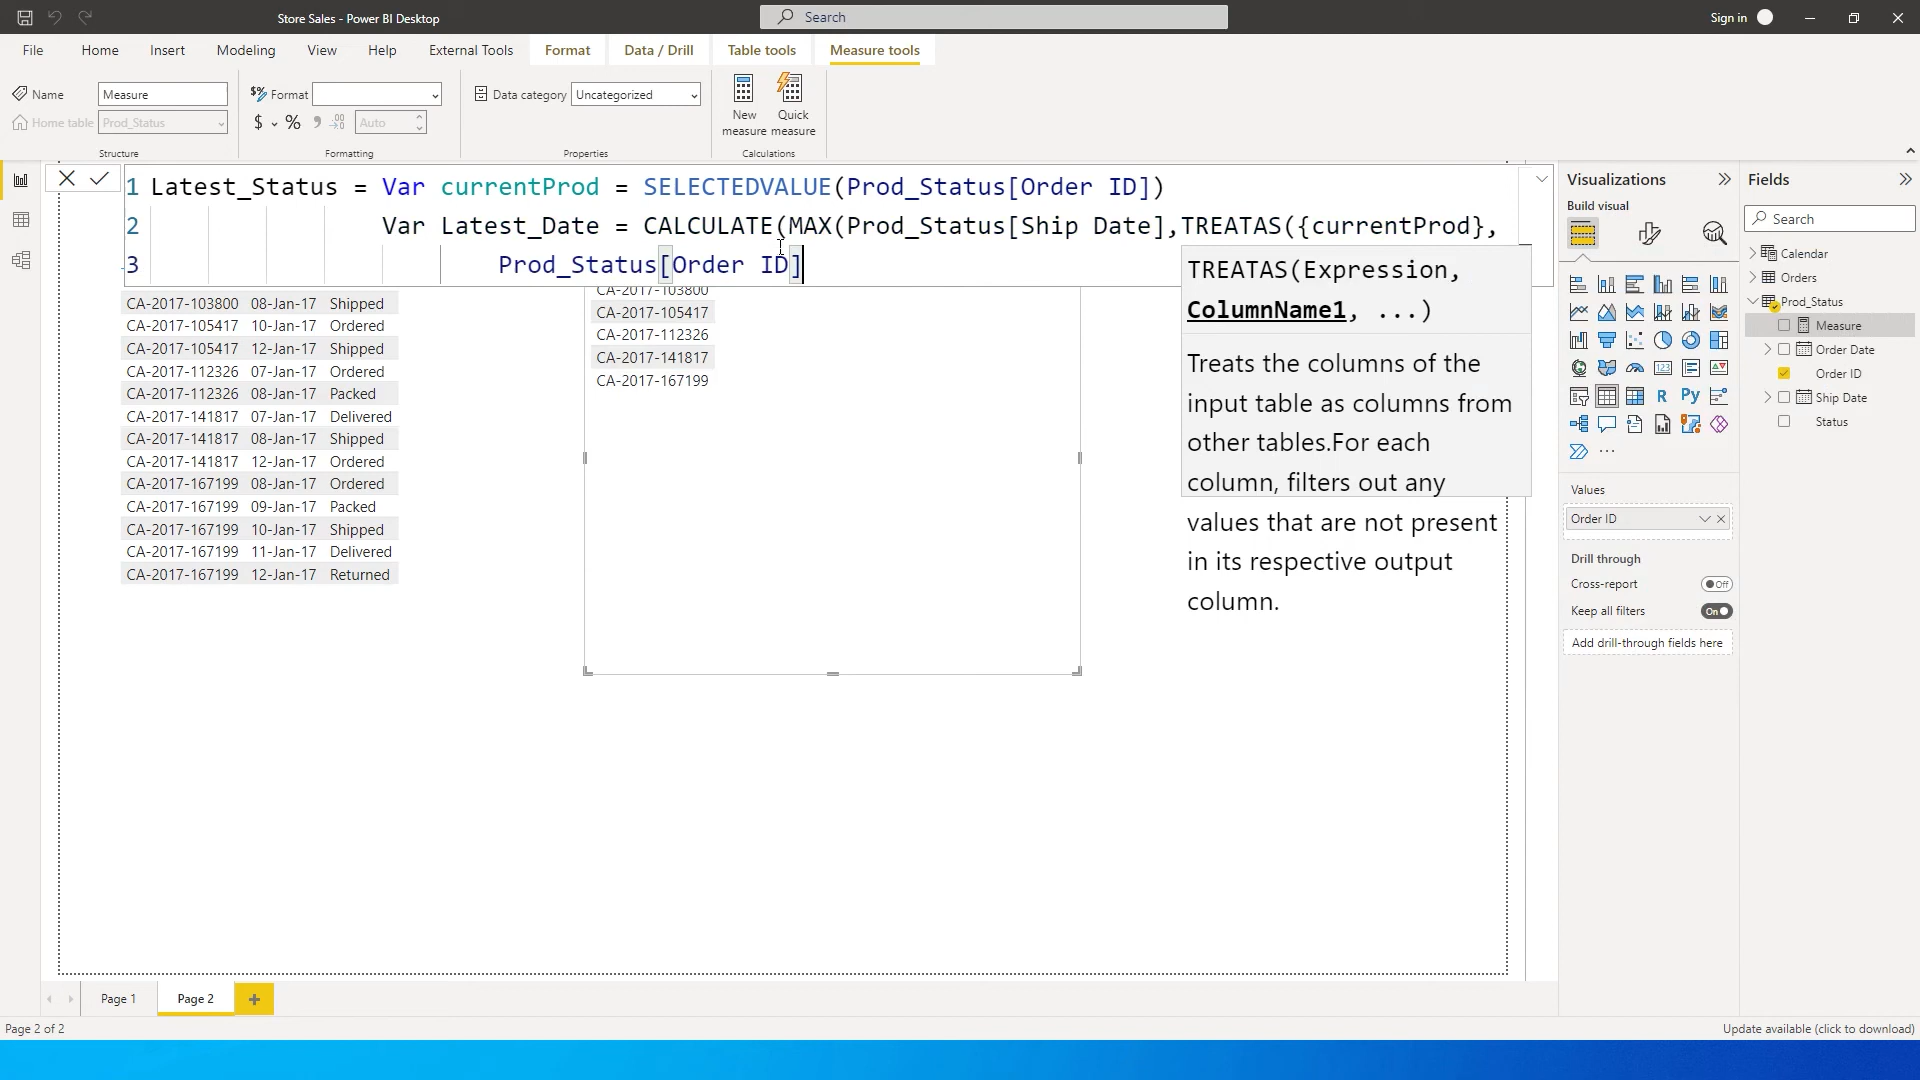 Store Sales - Power BI Desktop
Search
Sign in
File Home Insert Modeling View Help External Tools Format Data / Drill Table tools Measure tools
Name Measure
Home table Prod_Status
Structure
Format
$ % Auto
Formatting
Data category Uncategorized
Properties
New measure
Quick measure
Calculations
1 Latest_Status = Var currentProd = SELECTEDVALUE(Prod_Status[Order ID])
2 Var Latest_Date = CALCULATE(MAX(Prod_Status[Ship Date],TREATAS({currentProd},
3 Prod_Status[Order ID]
TREATAS(Expression,
ColumnName1, ...)
Treats the columns of the
input table as columns from
other tables.For each
column, filters out any
values that are not present
in its respective output
column.
CA-2017-103800 08-Jan-17 Shipped
CA-2017-105417 10-Jan-17 Ordered
CA-2017-105417 12-Jan-17 Shipped
CA-2017-112326 07-Jan-17 Ordered
CA-2017-112326 08-Jan-17 Packed
CA-2017-141817 07-Jan-17 Delivered
CA-2017-141817 08-Jan-17 Shipped
CA-2017-141817 12-Jan-17 Ordered
CA-2017-167199 08-Jan-17 Ordered
CA-2017-167199 09-Jan-17 Packed
CA-2017-167199 10-Jan-17 Shipped
CA-2017-167199 11-Jan-17 Delivered
CA-2017-167199 12-Jan-17 Returned
CA-2017-103800
CA-2017-105417
CA-2017-112326
CA-2017-141817
CA-2017-167199
Visualizations
Build visual
123
R Py
Values
Order ID
Drill through
Cross-report Off
Keep all filters On
Add drill-through fields here
Fields
Search
Calendar
Orders
Prod_Status
Measure
Order Date
Order ID
Ship Date
Status
Page 1 Page 2
Page 2 of 2
Update available (click to download)